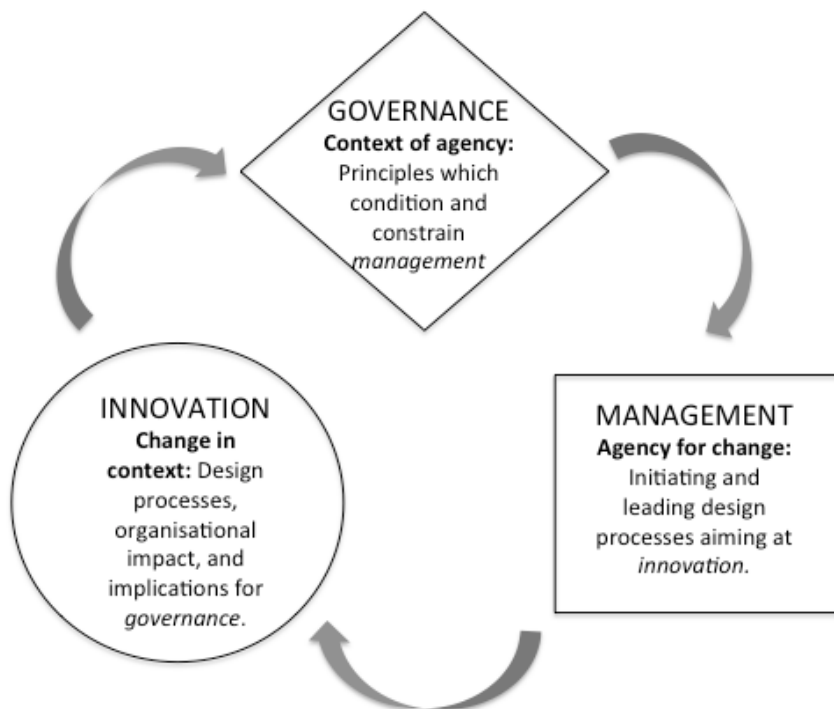 GOVERNANCE
Context of agency:
Principles which
condition and
constrain
management
INNOVATION
Change in
context: Design
processes,
organisational
impact, and
implications for
governance.
MANAGEMENT
Agency for change:
Initiating and
leading design
processes aiming at
innovation.